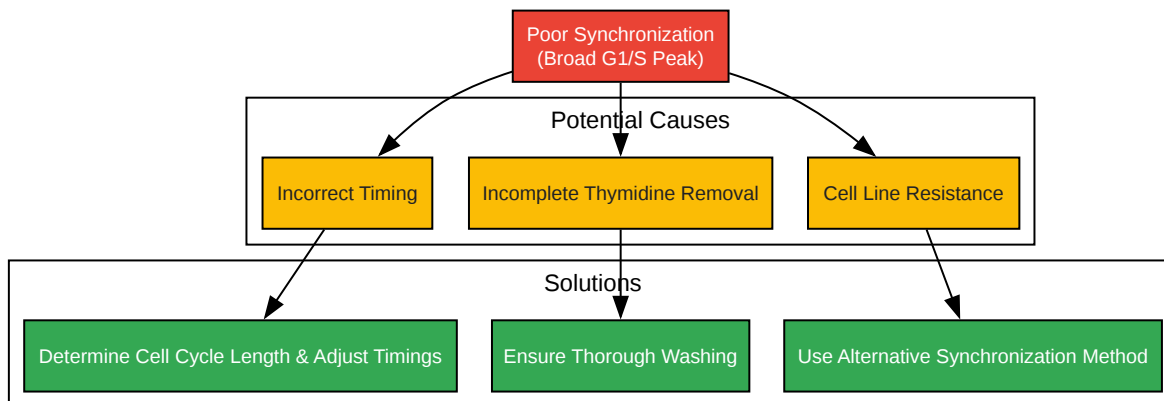 Poor Synchronization
(Broad G1/S Peak)
Potential Causes
Incorrect Timing
Incomplete Thymidine Removal
Cell Line Resistance
Solutions
Determine Cell Cycle Length & Adjust Timings
Ensure Thorough Washing
Use Alternative Synchronization Method